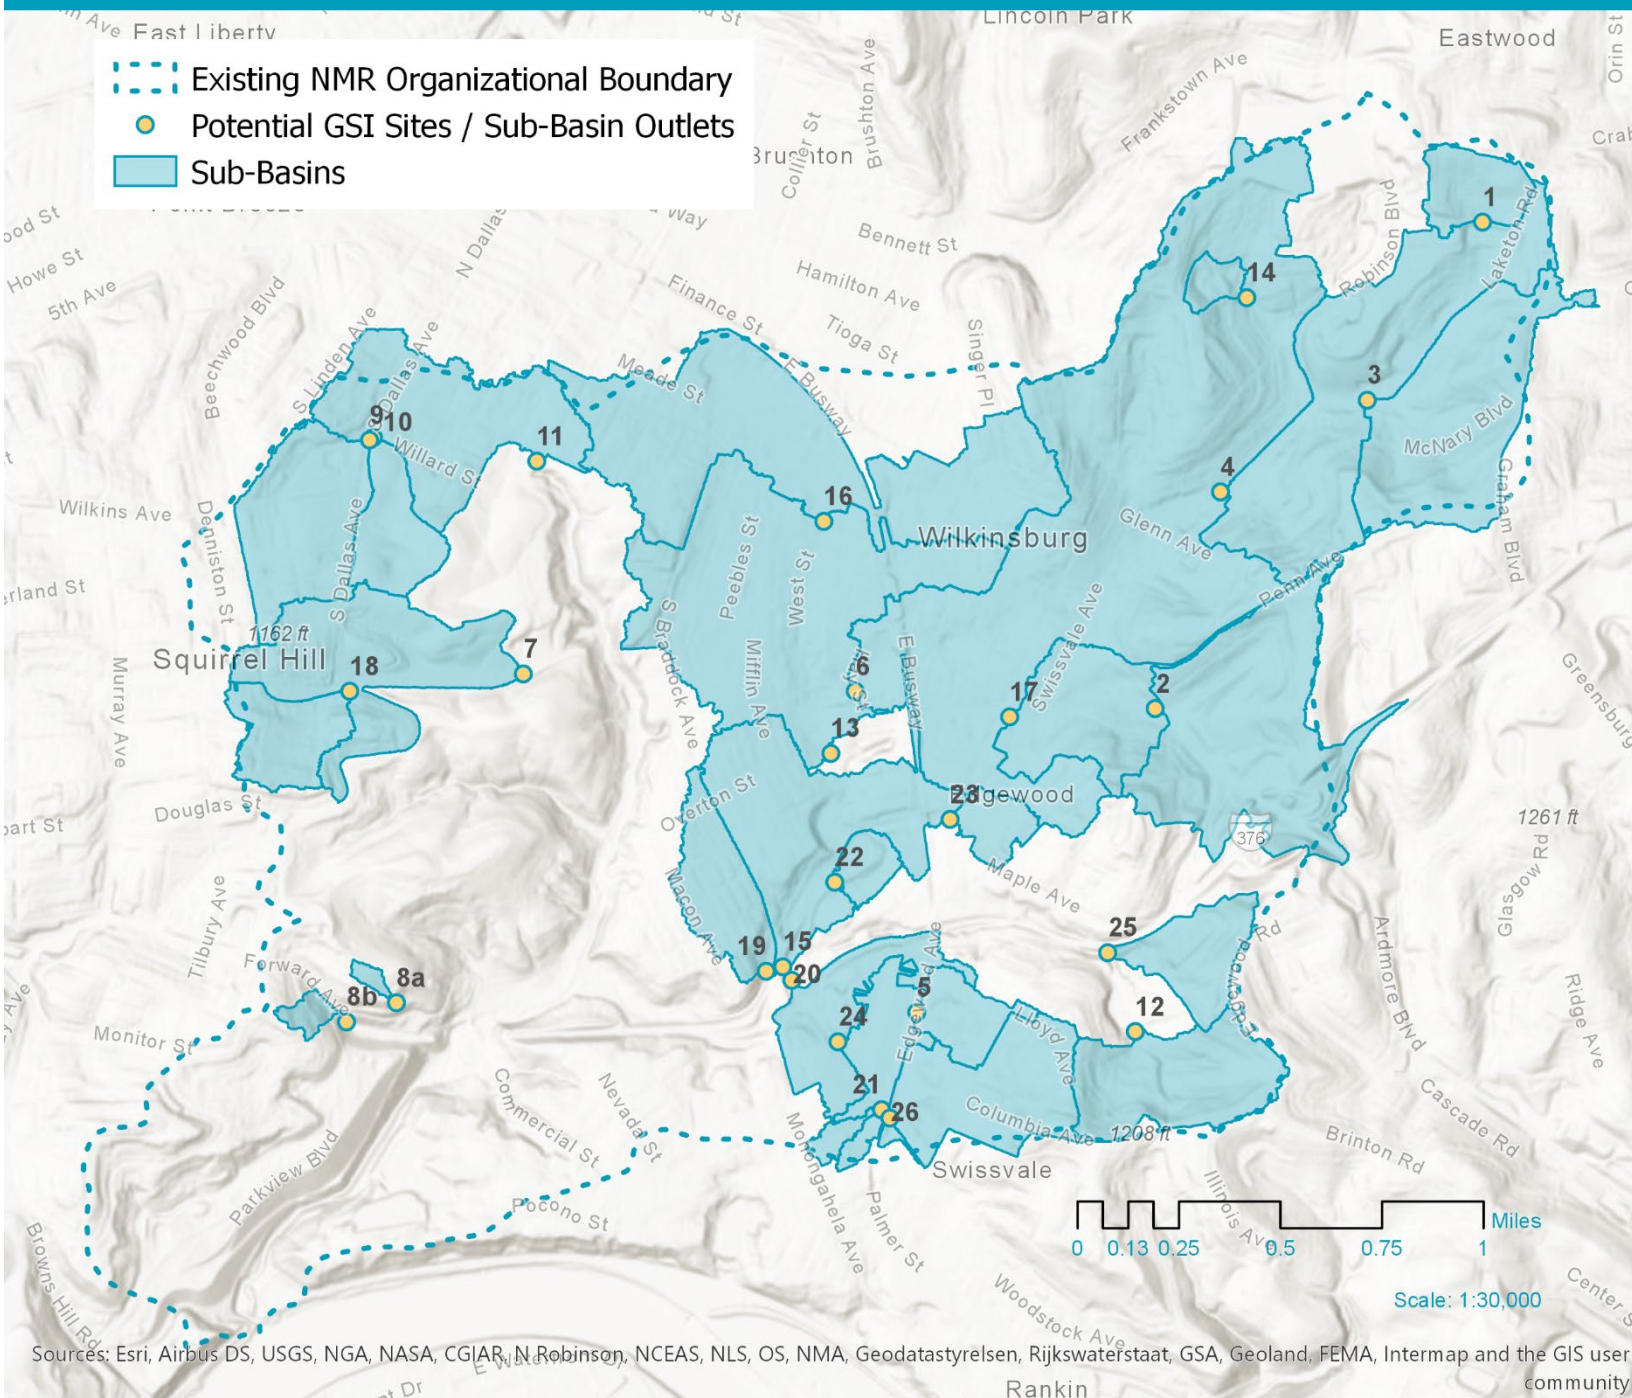 Lincoln Park
East Liberty
Eastwood
Orin St
Existing NMR Organizational Boundary
Potential GSI Sites / Sub-Basin Outlets
Sub-Basins
Brushton Ave
Collier St
Frankstown Ave
Robinson Blvd
Laketon Rd
1
Way
Bennett St
Howe St
5th Ave
Beechwood Blvd
Hamilton Ave
Finance St
Tioga St
14
S Linden Ave
S Dallas Ave
Meade St
E Busway
Singer Pl
3
McNary Blvd
9
10
Willard St
11
4
16
Wilkins Ave
Denniston St
S Dallas Ave
Wilkinsburg
Glenn Ave
Graham Blvd
Peebles St
West St
Penn Ave
1162 ft
Squirrel Hill
18
7
Murray Ave
S Braddock Ave
Mifflin Ave
6
E Busway
17
Swissvale Ave
2
Greensburg
13
Overton St
Douglas St
23
Edgewood
376
1261 ft
Glasgow Rd
22
Maple Ave
Macon Ave
Tilbury Ave
19
15
20
25
Edgewood Rd
Ardmore Blvd
Forward Ave
8a
8b
Monitor St
5
Edgewood Ave
24
Lloyd Ave
12
Ridge Ave
21
26
Columbia Ave
1208 ft
Cascade Rd
Brinton Rd
Commercial St
Nevada St
Monongahela Ave
Swissvale
Parkview Blvd
Pocono St
Palmer St
Illinois Ave
Miles
0 0.13 0.25 0.5 0.75 1
Scale: 1:30,000
Browns Hill Rd
Woodstock Ave
Center S
Sources: Esri, Airbus DS, USGS, NGA, NASA, CGIAR, N Robinson, NCEAS, NLS, OS, NMA, Geodatastyrelsen, Rijkswaterstaat, GSA, Geoland, FEMA, Intermap and the GIS user
community
Rankin